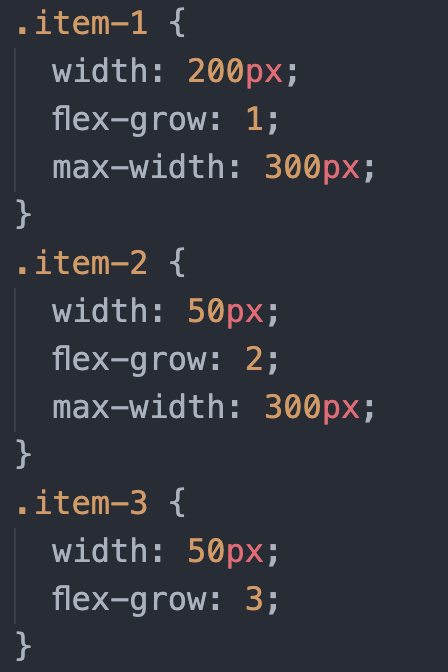 .item-1 {
  width: 200px;
  flex-grow: 1;
  max-width: 300px;
}
.item-2 {
  width: 50px;
  flex-grow: 2;
  max-width: 300px;
}
.item-3 {
  width: 50px;
  flex-grow: 3;
}